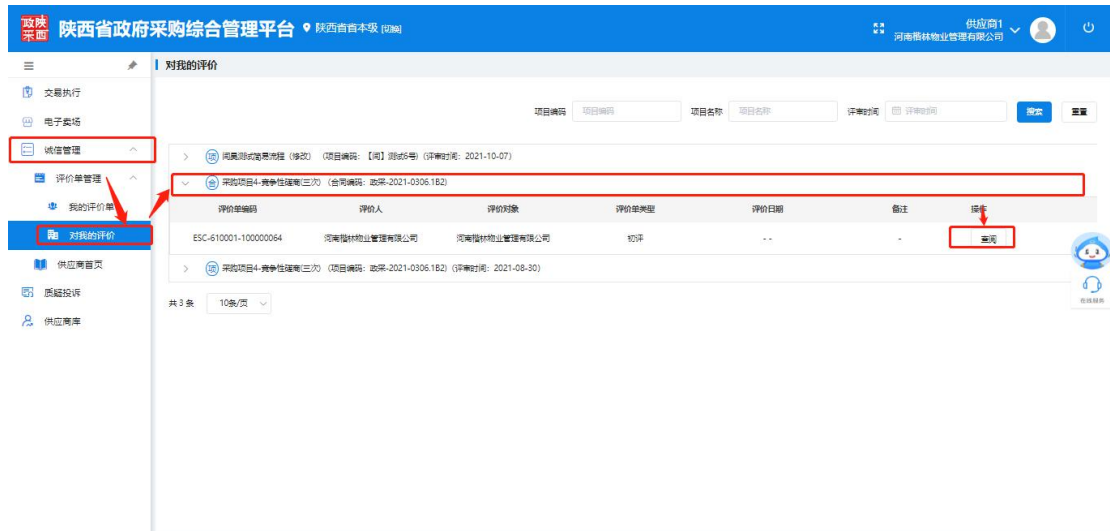 政陕
采西
陕西省政府采购综合管理平台 陕西省省本级 [切换]
供应商1
河南楷林物业管理有限公司
对我的评价
交易执行
电子卖场
诚信管理
评价单管理
我的评价单
对我的评价
供应商首页
质疑投诉
供应商库
项目编码 项目编码 项目名称 项目名称 评审时间 评审时间 搜索 重置
项 闾昊测试简易流程（修改）（项目编码：【闾】测试6号）（评审时间：2021-10-07）
合 采购项目4-竞争性磋商(三次)（合同编码：政采-2021-0306.1B2）
评价单编码 评价人 评价对象 评价单类型 评价日期 备注 操作
ESC-610001-100000064 河南楷林物业管理有限公司 河南楷林物业管理有限公司 初评 - - - 查阅
项 采购项目4-竞争性磋商(三次)（项目编码：政采-2021-0306.1B2）（评审时间：2021-08-30）
共 3 条 10条/页
在线服务